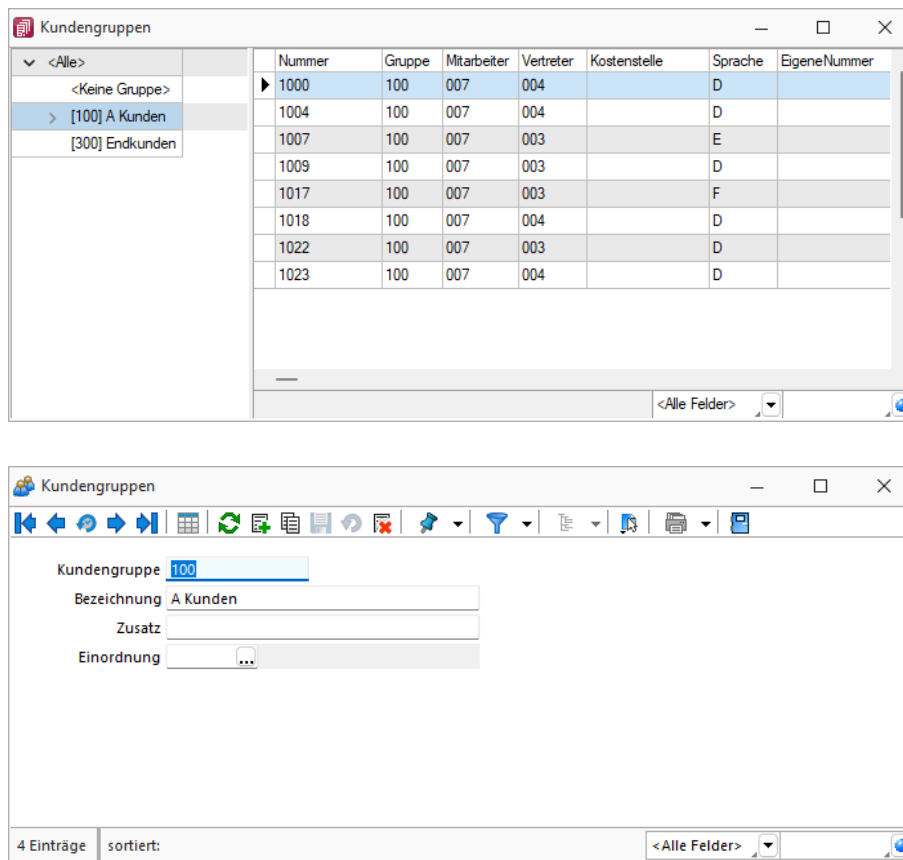 Kundengruppen
<Alle>
<Keine Gruppe>
[100] A Kunden
[300] Endkunden
Nummer Gruppe Mitarbeiter Vertreter Kostenstelle Sprache EigeneNummer
1000 100 007 004 D
1004 100 007 004 D
1007 100 007 003 E
1009 100 007 003 D
1017 100 007 003 F
1018 100 007 004 D
1022 100 007 003 D
1023 100 007 004 D
<Alle Felder>
Kundengruppen
Kundengruppe 100
Bezeichnung A Kunden
Zusatz
Einordnung ...
4 Einträge sortiert: <Alle Felder>